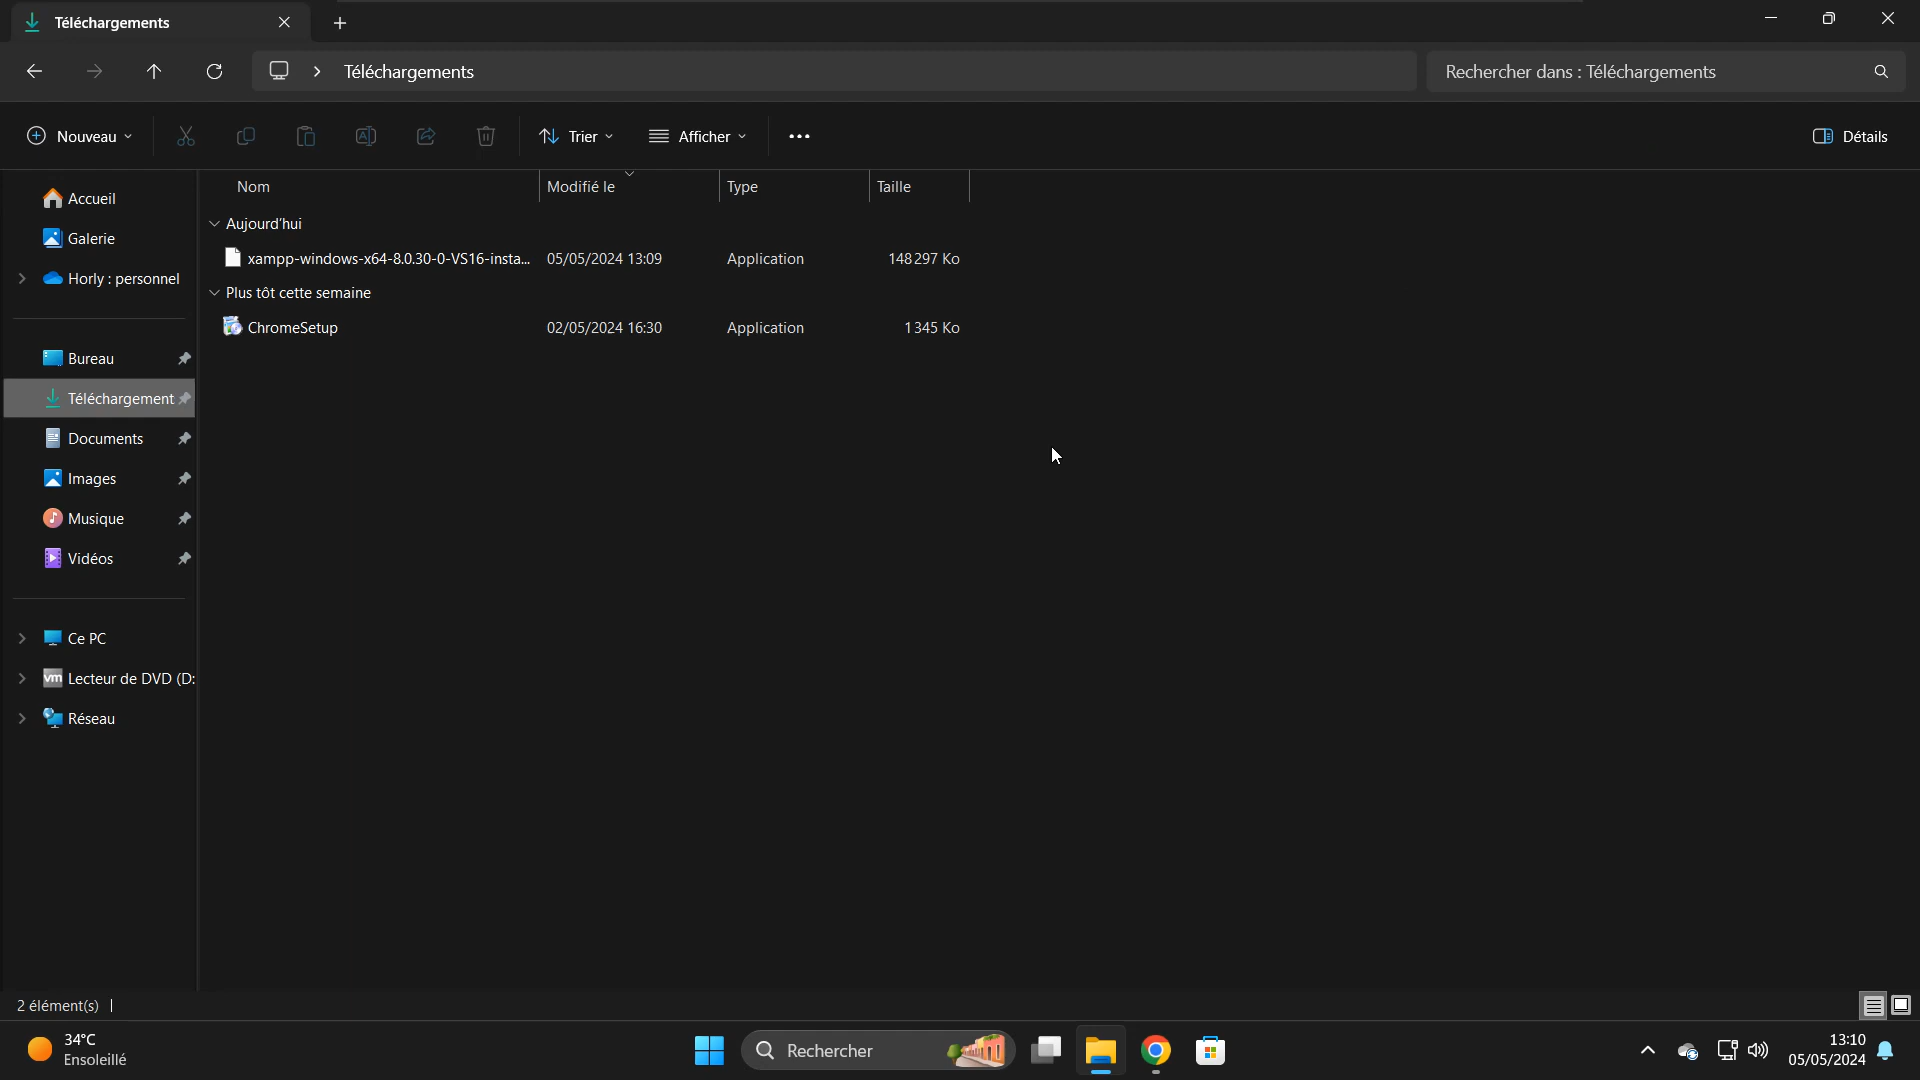 Téléchargements
Téléchargements
Rechercher dans : Téléchargements
Nouveau
Trier
Afficher
Détails
Nom
Modifié le
Type
Taille
Accueil
Galerie
Horly : personnel
Bureau
Téléchargement
Documents
Images
Musique
Vidéos
Ce PC
vm Lecteur de DVD (D:
Réseau
Aujourd'hui
xampp-windows-x64-8.0.30-0-VS16-insta... 05/05/2024 13:09 Application 148 297 Ko
Plus tôt cette semaine
ChromeSetup 02/05/2024 16:30 Application 1 345 Ko
2 élément(s)
34°C
Ensoleillé
Rechercher
13:10
05/05/2024